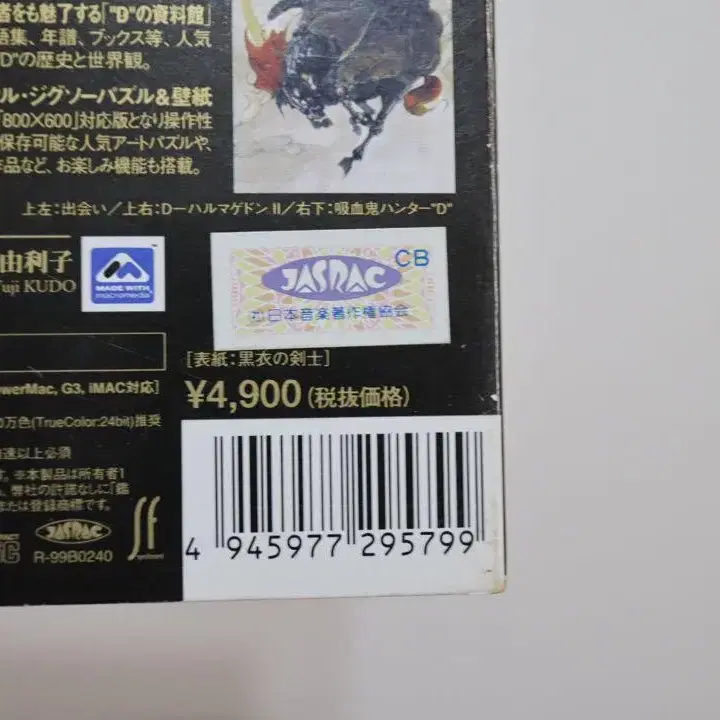 者をも魅了する「"D"の資料館」
語集、年譜、ブックス等、人気
"D"の歴史と世界観。
ル・ジグソーパズル&壁紙
「800×600」対応版となり操作性
保存可能な人気アートパズルや、
作品など、お楽しみ機能も搭載。
上左：出会い／上右：D－ハルマゲドン II／右下：吸血鬼ハンター"D"
由利子
Yuji KUDO
MADE WITH
macromedia
JASRAC
CB
日本音楽著作権協会
[表紙：黒衣の剣士]
¥4,900(税抜価格)
owerMac, G3, iMAC対応]
0万色(TrueColor:24bit)推奨
倍速以上必須
す。※本製品は所有者1
弊社の許諾なしに「鑑
または登録商標です。
JASRAC
R-99B0240
4 945977 295799